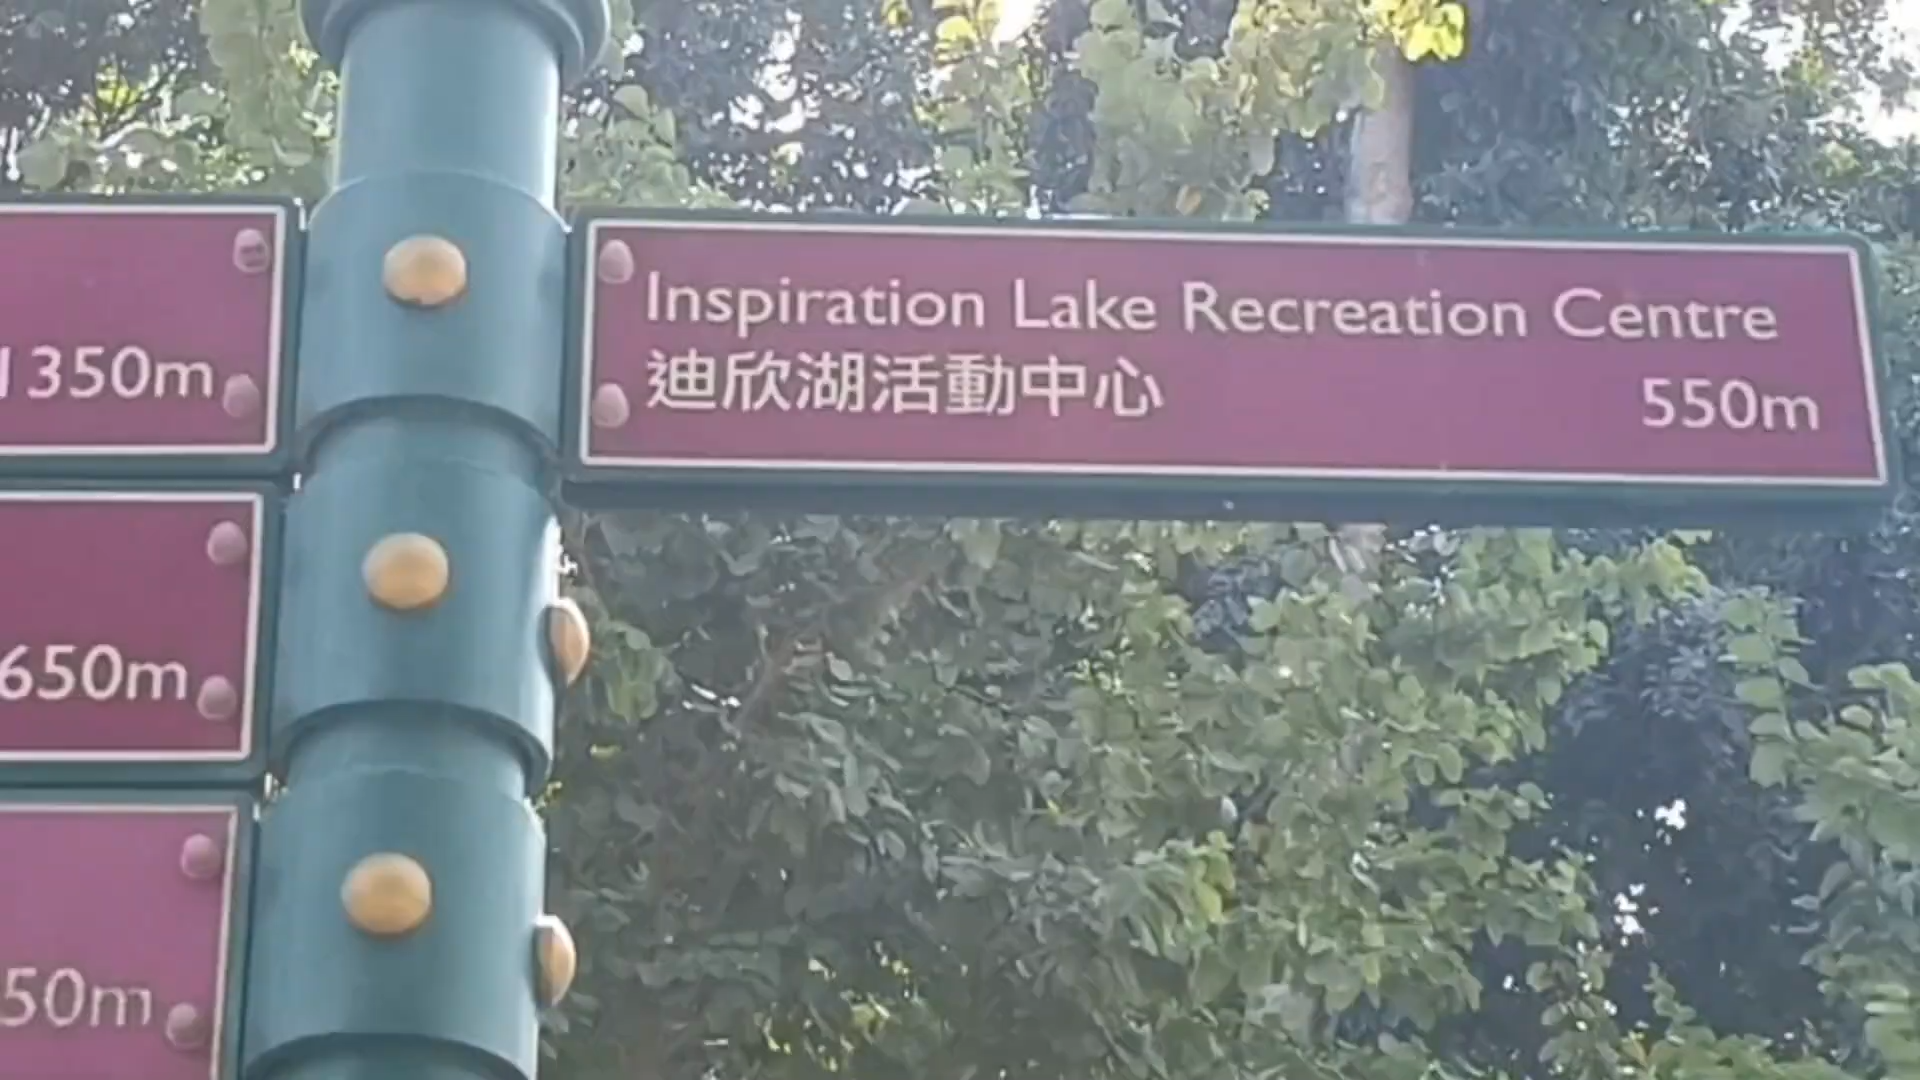 Inspiration Lake Recreation Centre
迪欣湖活動中心
550m
1350m
650m
50m